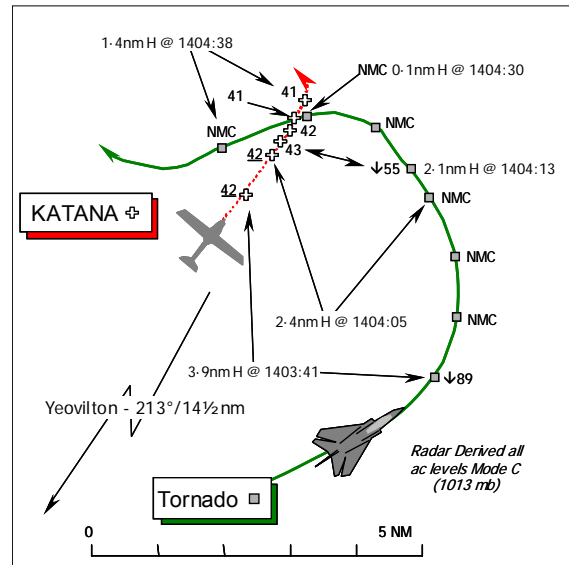 1·4nm H @ 1404:38
NMC 0·1nm H @ 1404:30
41
41
42
NMC
NMC
43
42
↓55
2·1nm H @ 1404:13
42
NMC
KATANA
NMC
2·4nm H @ 1404:05
NMC
3·9nm H @ 1403:41
↓89
Yeovilton - 213°/14½nm
Radar Derived all
ac levels Mode C
(1013 mb)
Tornado
0
5 NM